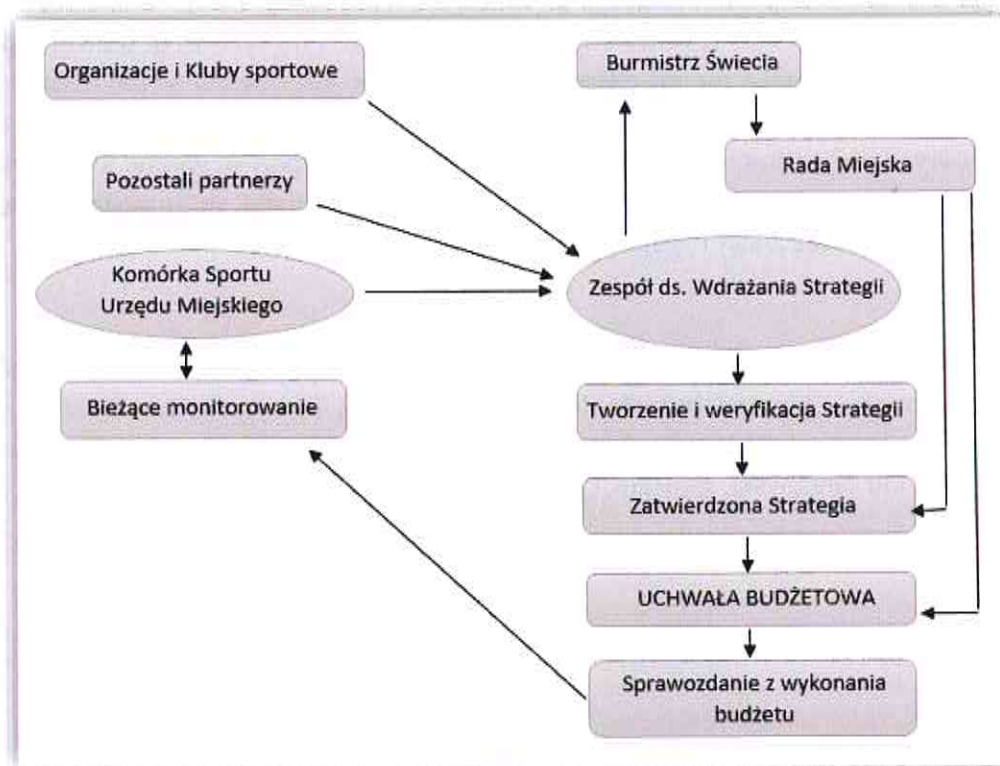 Organizacje i Kluby sportowe
Burmistrz Świecia
Rada Miejska
Pozostali partnerzy
Komórka Sportu
Urzędu Miejskiego
Zespół ds. Wdrażania Strategii
Bieżące monitorowanie
Tworzenie i weryfikacja Strategii
Zatwierdzona Strategia
UCHWAŁA BUDŻETOWA
Sprawozdanie z wykonania
budżetu